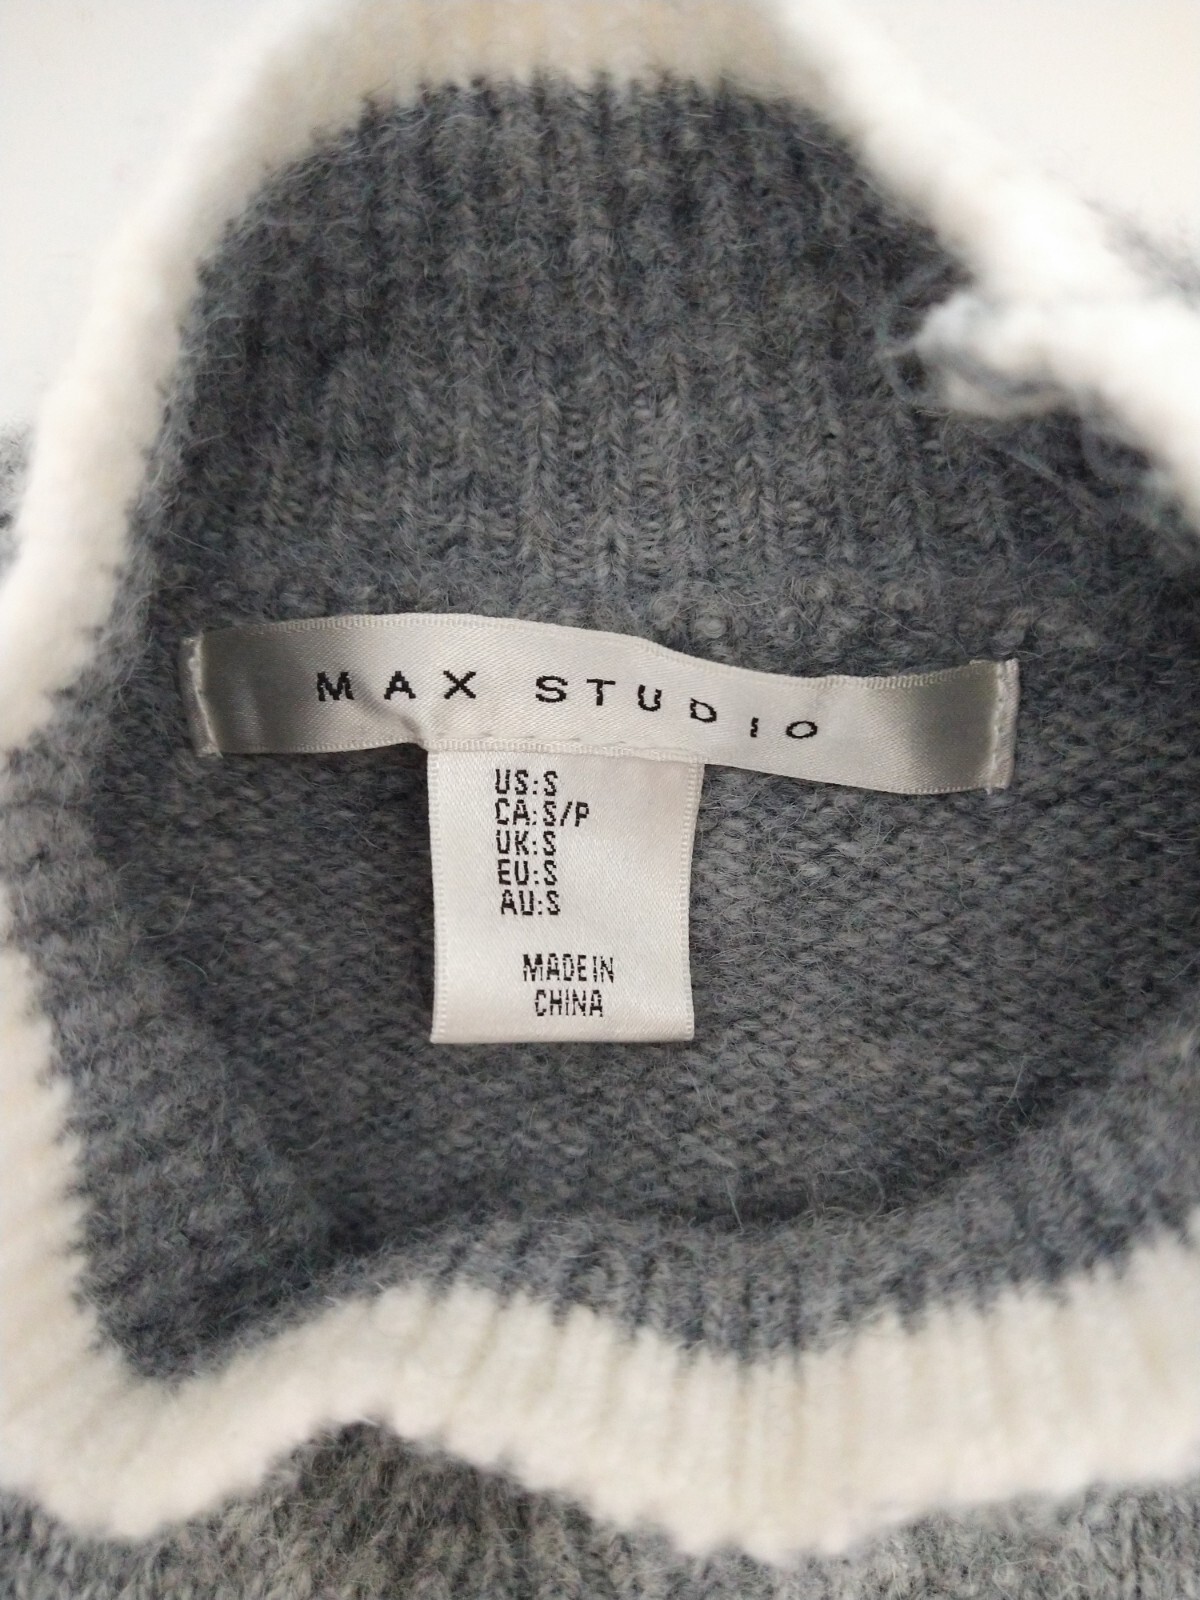 MAX STUDIO
US:S
CA:S/P
UK:S
EU:S
AU:S
MADE IN
CHINA